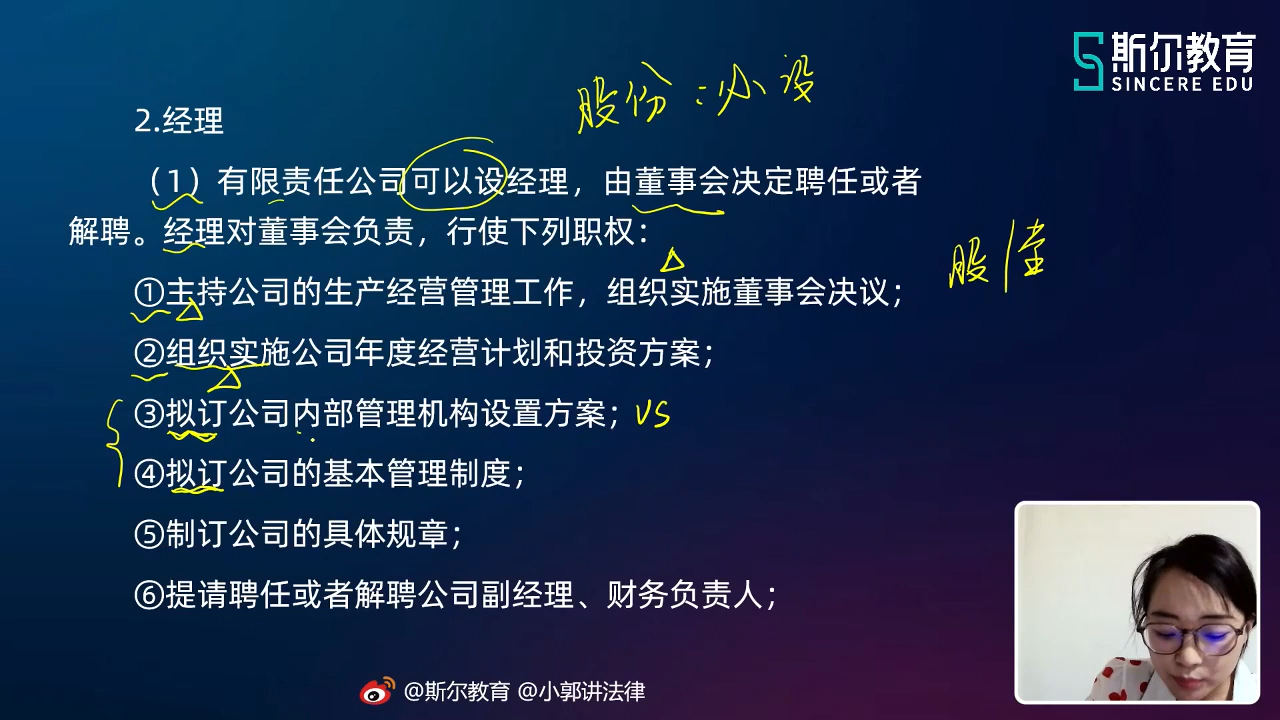 斯尔教育
SINCERE EDU
股份：必设
2.经理
（1）有限责任公司可以设经理，由董事会决定聘任或者
解聘。经理对董事会负责，行使下列职权：
股 董
①主持公司的生产经营管理工作，组织实施董事会决议；
②组织实施公司年度经营计划和投资方案；
③拟订公司内部管理机构设置方案；VS
④拟订公司的基本管理制度；
⑤制订公司的具体规章；
⑥提请聘任或者解聘公司副经理、财务负责人；
@斯尔教育 @小郭讲法律